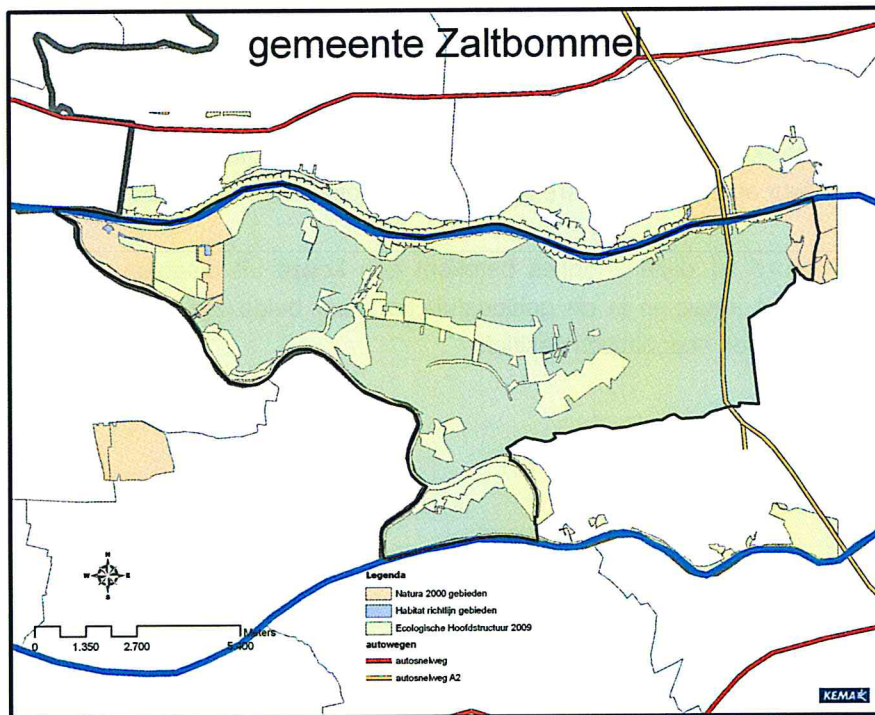 gemeente Zaltbommel
N
W E
S
Meters
0 1.350 2.700 5.400
Legenda
Natura 2000 gebieden
Habitat richtlijn gebieden
Ecologische Hoofdstructuur 2009
autowegen
autosnelweg
autosnelweg A2
KEMA